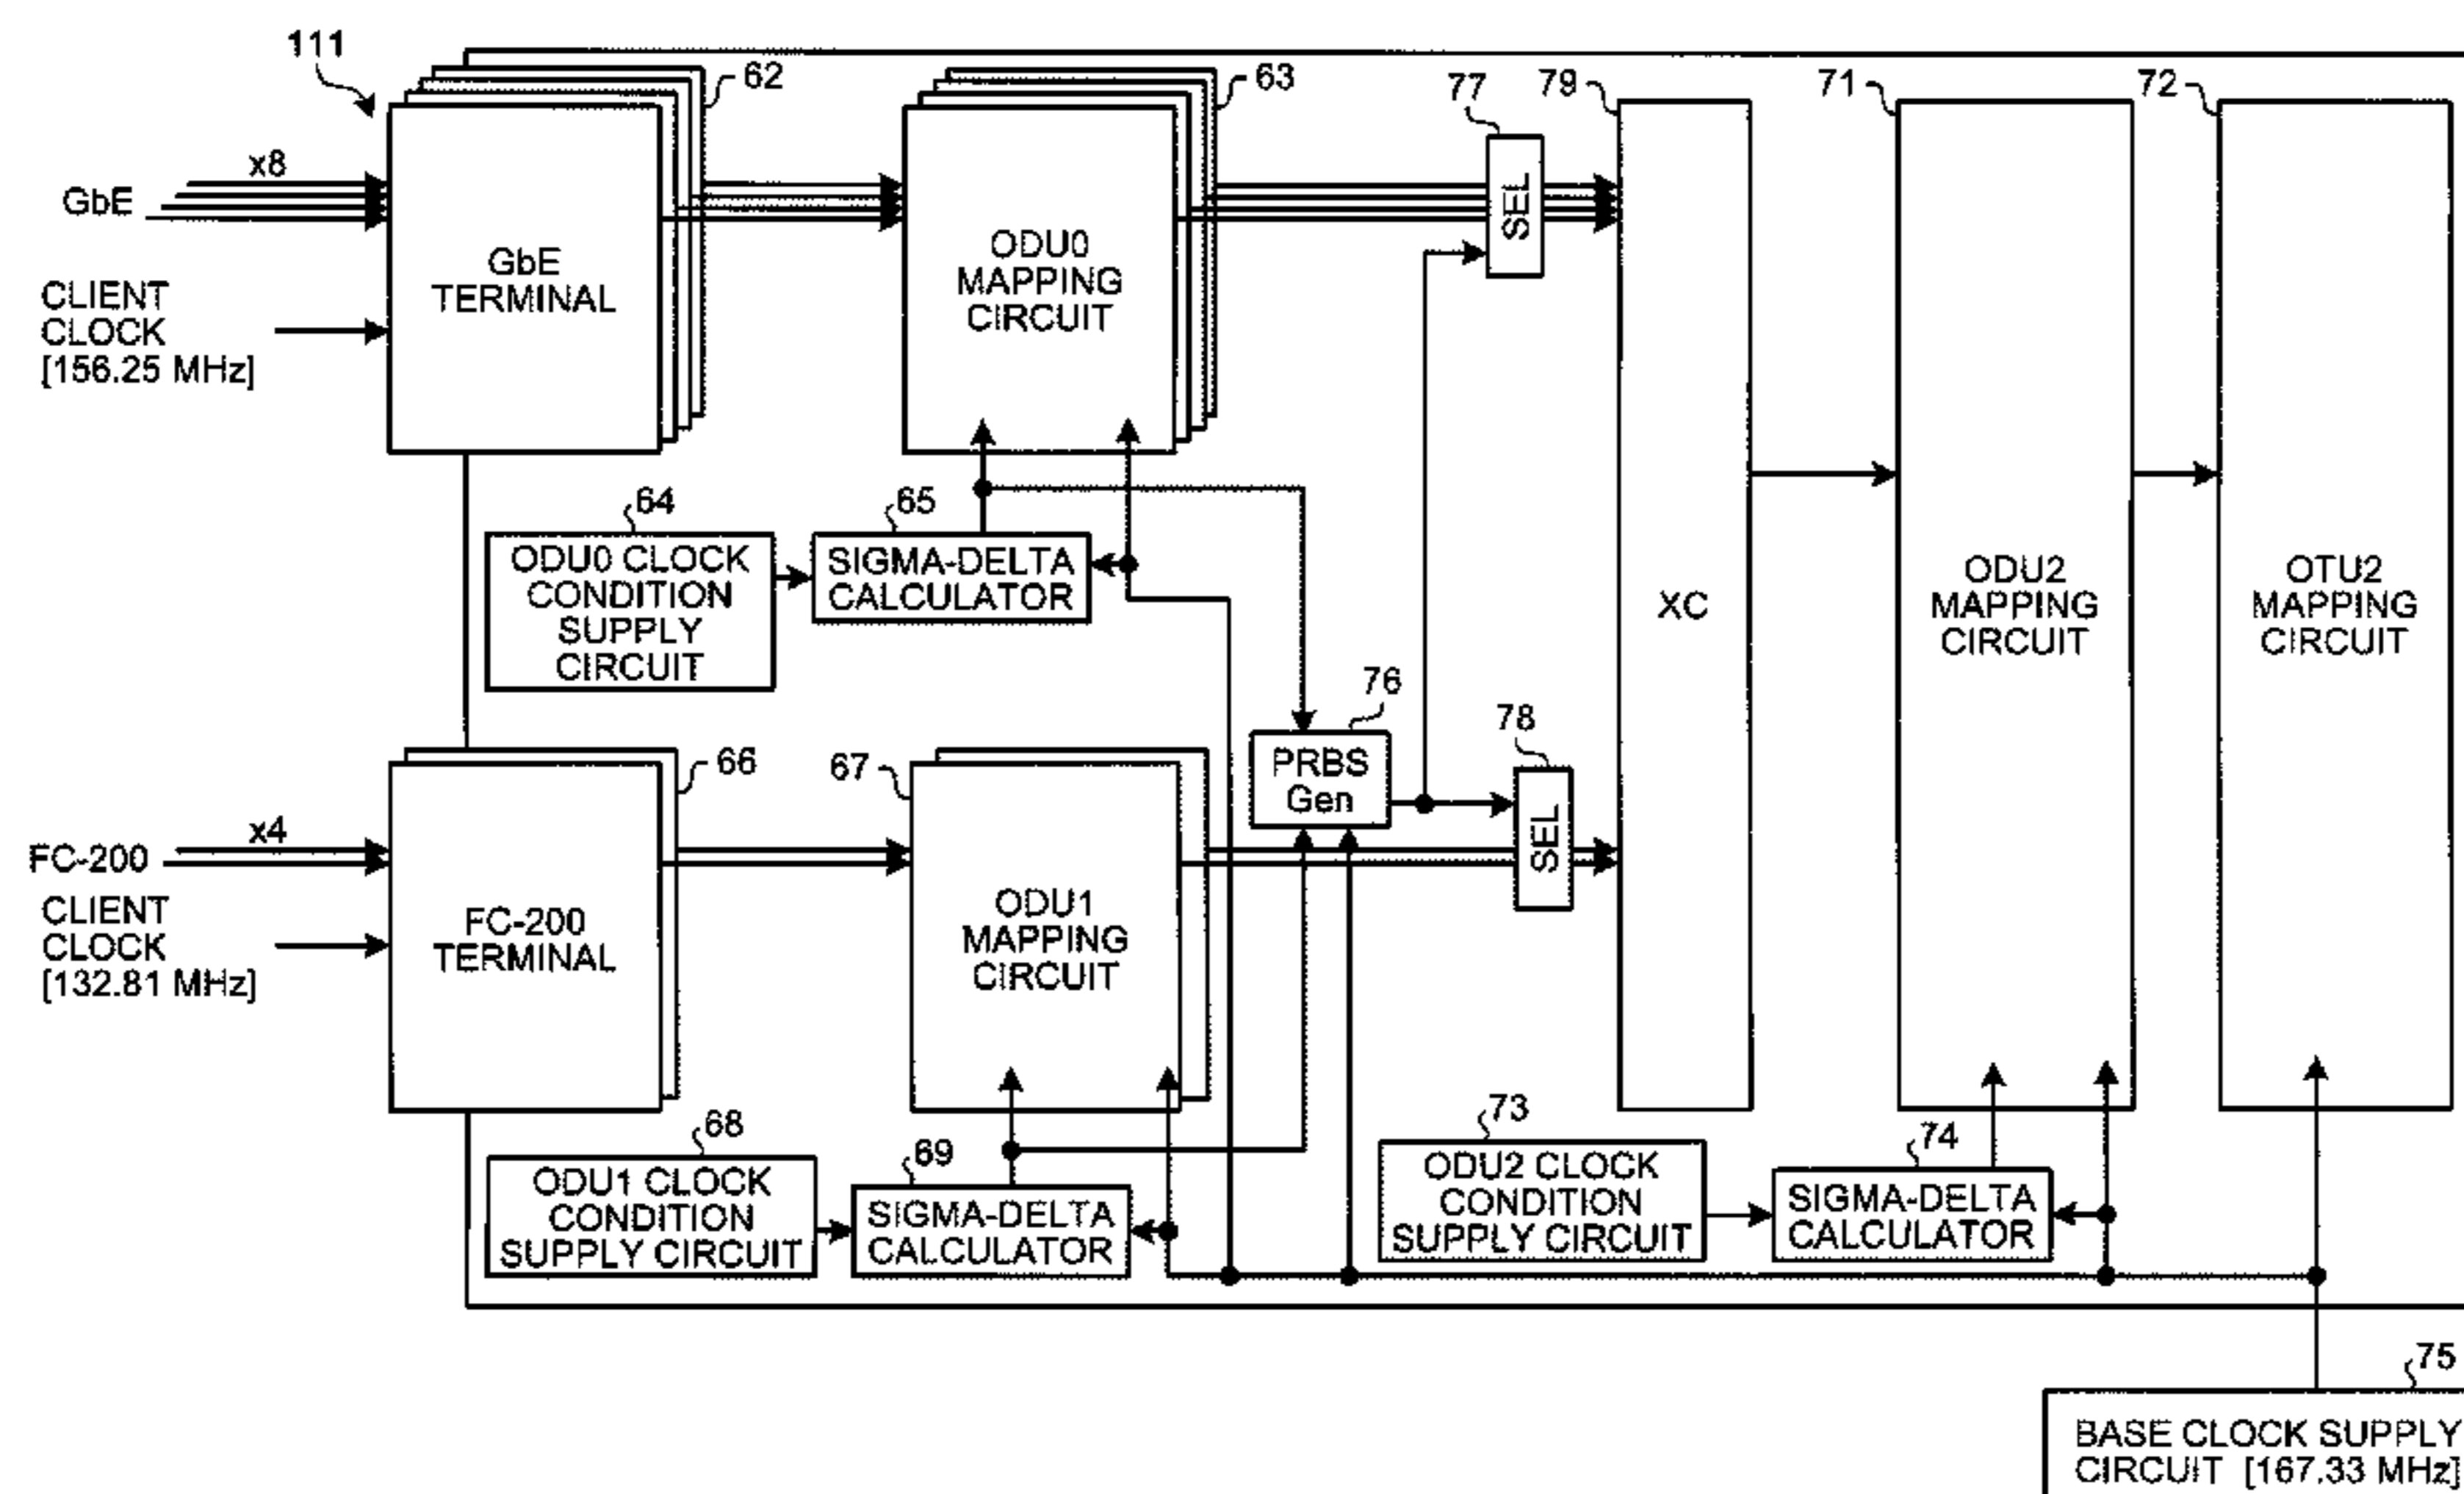 111
62
63
77
79
71
72
x8
GbE
CLIENT
CLOCK
[156.25 MHz]
GbE
TERMINAL
ODU0
MAPPING
CIRCUIT
SEL
XC
ODU2
MAPPING
CIRCUIT
OTU2
MAPPING
CIRCUIT
64
ODU0 CLOCK
CONDITION
SUPPLY
CIRCUIT
65
SIGMA-DELTA
CALCULATOR
76
PRBS
Gen
78
SEL
66
67
x4
FC-200
CLIENT
CLOCK
[132.81 MHz]
FC-200
TERMINAL
ODU1
MAPPING
CIRCUIT
68
ODU1 CLOCK
CONDITION
SUPPLY CIRCUIT
69
SIGMA-DELTA
CALCULATOR
73
ODU2 CLOCK
CONDITION
SUPPLY CIRCUIT
74
SIGMA-DELTA
CALCULATOR
75
BASE CLOCK SUPPLY
CIRCUIT [167.33 MHz]